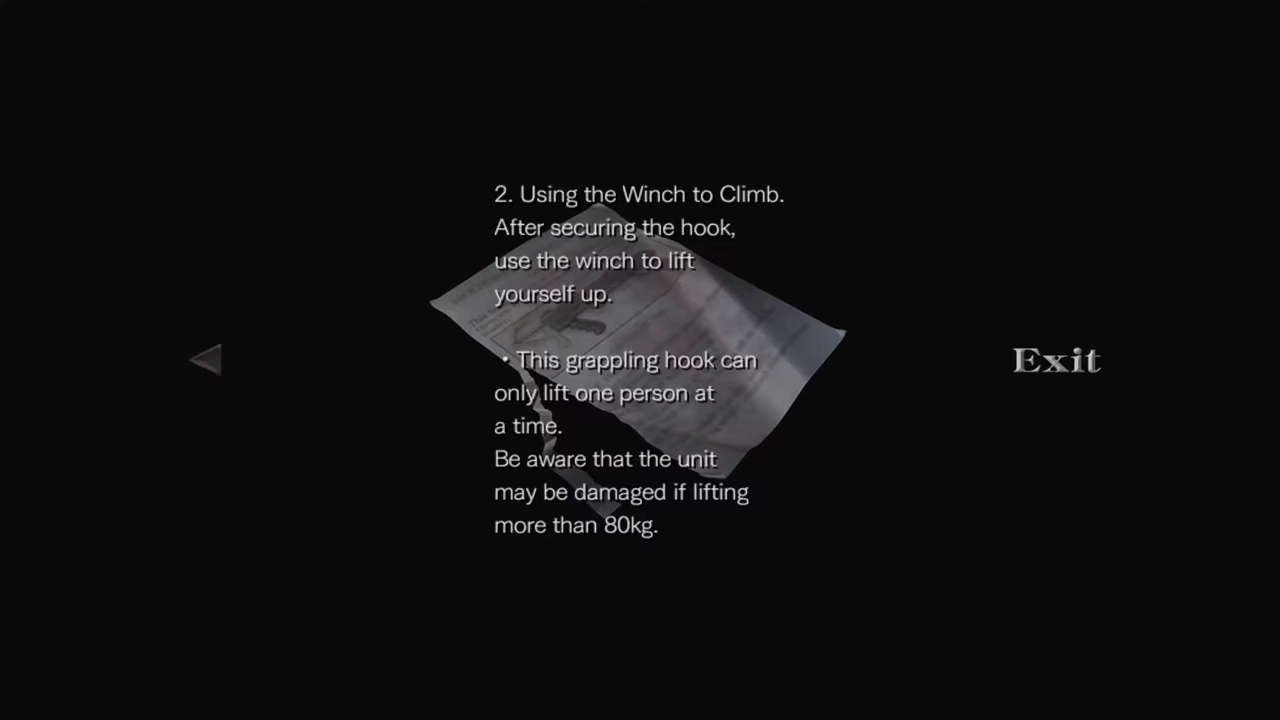 2. Using the Winch to Climb.
After securing the hook,
use the winch to lift
yourself up.
・This grappling hook can
only lift one person at
a time.
Be aware that the unit
may be damaged if lifting
more than 80kg.
Exit